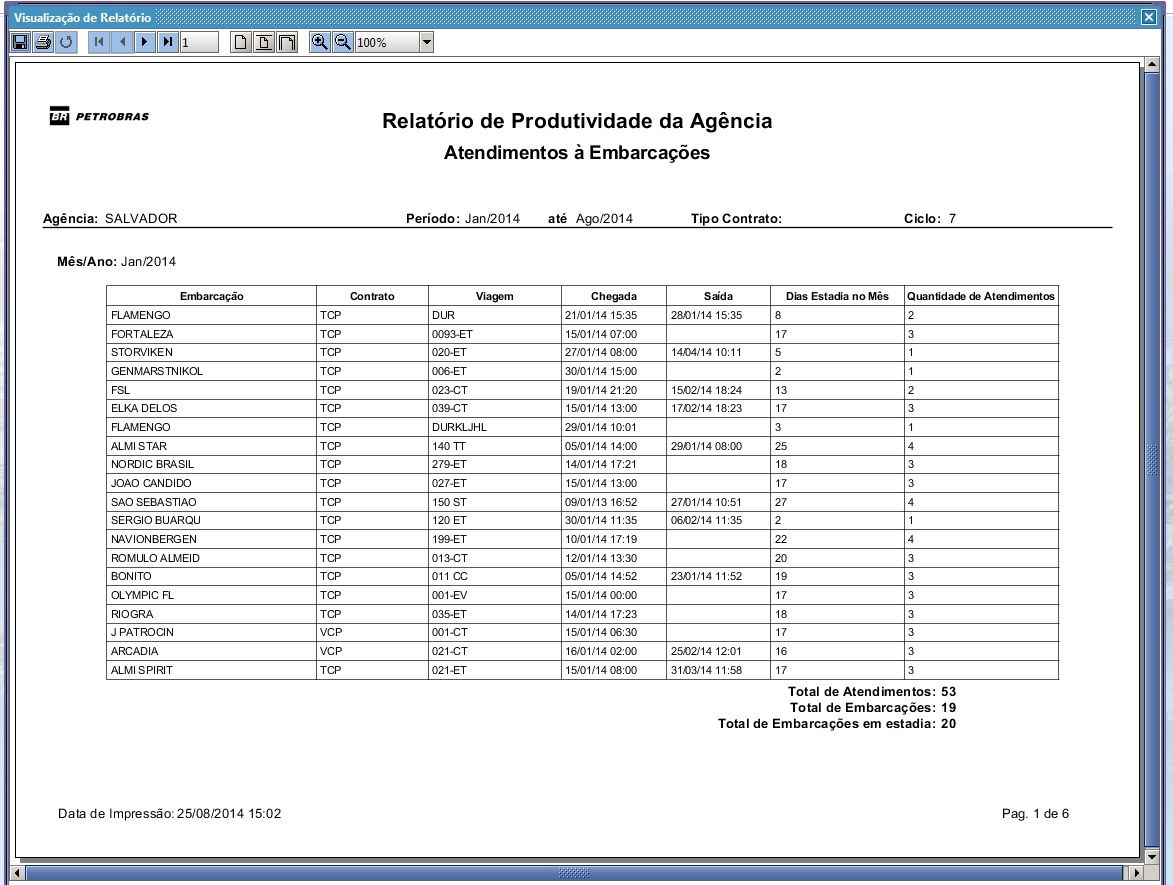 Visualização de Relatório
1
100%
BR PETROBRAS
Relatório de Produtividade da Agência
Atendimentos à Embarcações
Agência: SALVADOR Período: Jan/2014 até Ago/2014 Tipo Contrato: Ciclo: 7
Mês/Ano: Jan/2014
Embarcação Contrato Viagem Chegada Saída Dias Estadia no Mês Quantidade de Atendimentos
FLAMENGO TCP DUR 21/01/14 15:35 28/01/14 15:35 8 2
FORTALEZA TCP 0093-ET 15/01/14 07:00 17 3
STORVIKEN TCP 020-ET 27/01/14 08:00 14/04/14 10:11 5 1
GENMARSTNIKOL TCP 006-ET 30/01/14 15:00 2 1
FSL TCP 023-CT 19/01/14 21:20 15/02/14 18:24 13 2
ELKA DELOS TCP 039-CT 15/01/14 13:00 17/02/14 18:23 17 3
FLAMENGO TCP DURKLJHL 29/01/14 10:01 3 1
ALMI STAR TCP 140 TT 05/01/14 14:00 29/01/14 08:00 25 4
NORDIC BRASIL TCP 279-ET 14/01/14 17:21 18 3
JOAO CANDIDO TCP 027-ET 15/01/14 13:00 17 3
SAO SEBASTIAO TCP 150 ST 09/01/13 16:52 27/01/14 10:51 27 4
SERGIO BUARQU TCP 120 ET 30/01/14 11:35 06/02/14 11:35 2 1
NAVIONBERGEN TCP 199-ET 10/01/14 17:19 22 4
ROMULO ALMEID TCP 013-CT 12/01/14 13:30 20 3
BONITO TCP 011 CC 05/01/14 14:52 23/01/14 11:52 19 3
OLYMPIC FL TCP 001-EV 15/01/14 00:00 17 3
RIOGRA TCP 035-ET 14/01/14 17:23 18 3
J PATROCIN VCP 001-CT 15/01/14 06:30 17 3
ARCADIA VCP 021-CT 16/01/14 02:00 25/02/14 12:01 16 3
ALMI SPIRIT TCP 021-ET 15/01/14 08:00 31/03/14 11:58 17 3
Total de Atendimentos: 53
Total de Embarcações: 19
Total de Embarcações em estadia: 20
Data de Impressão: 25/08/2014 15:02 Pag. 1 de 6